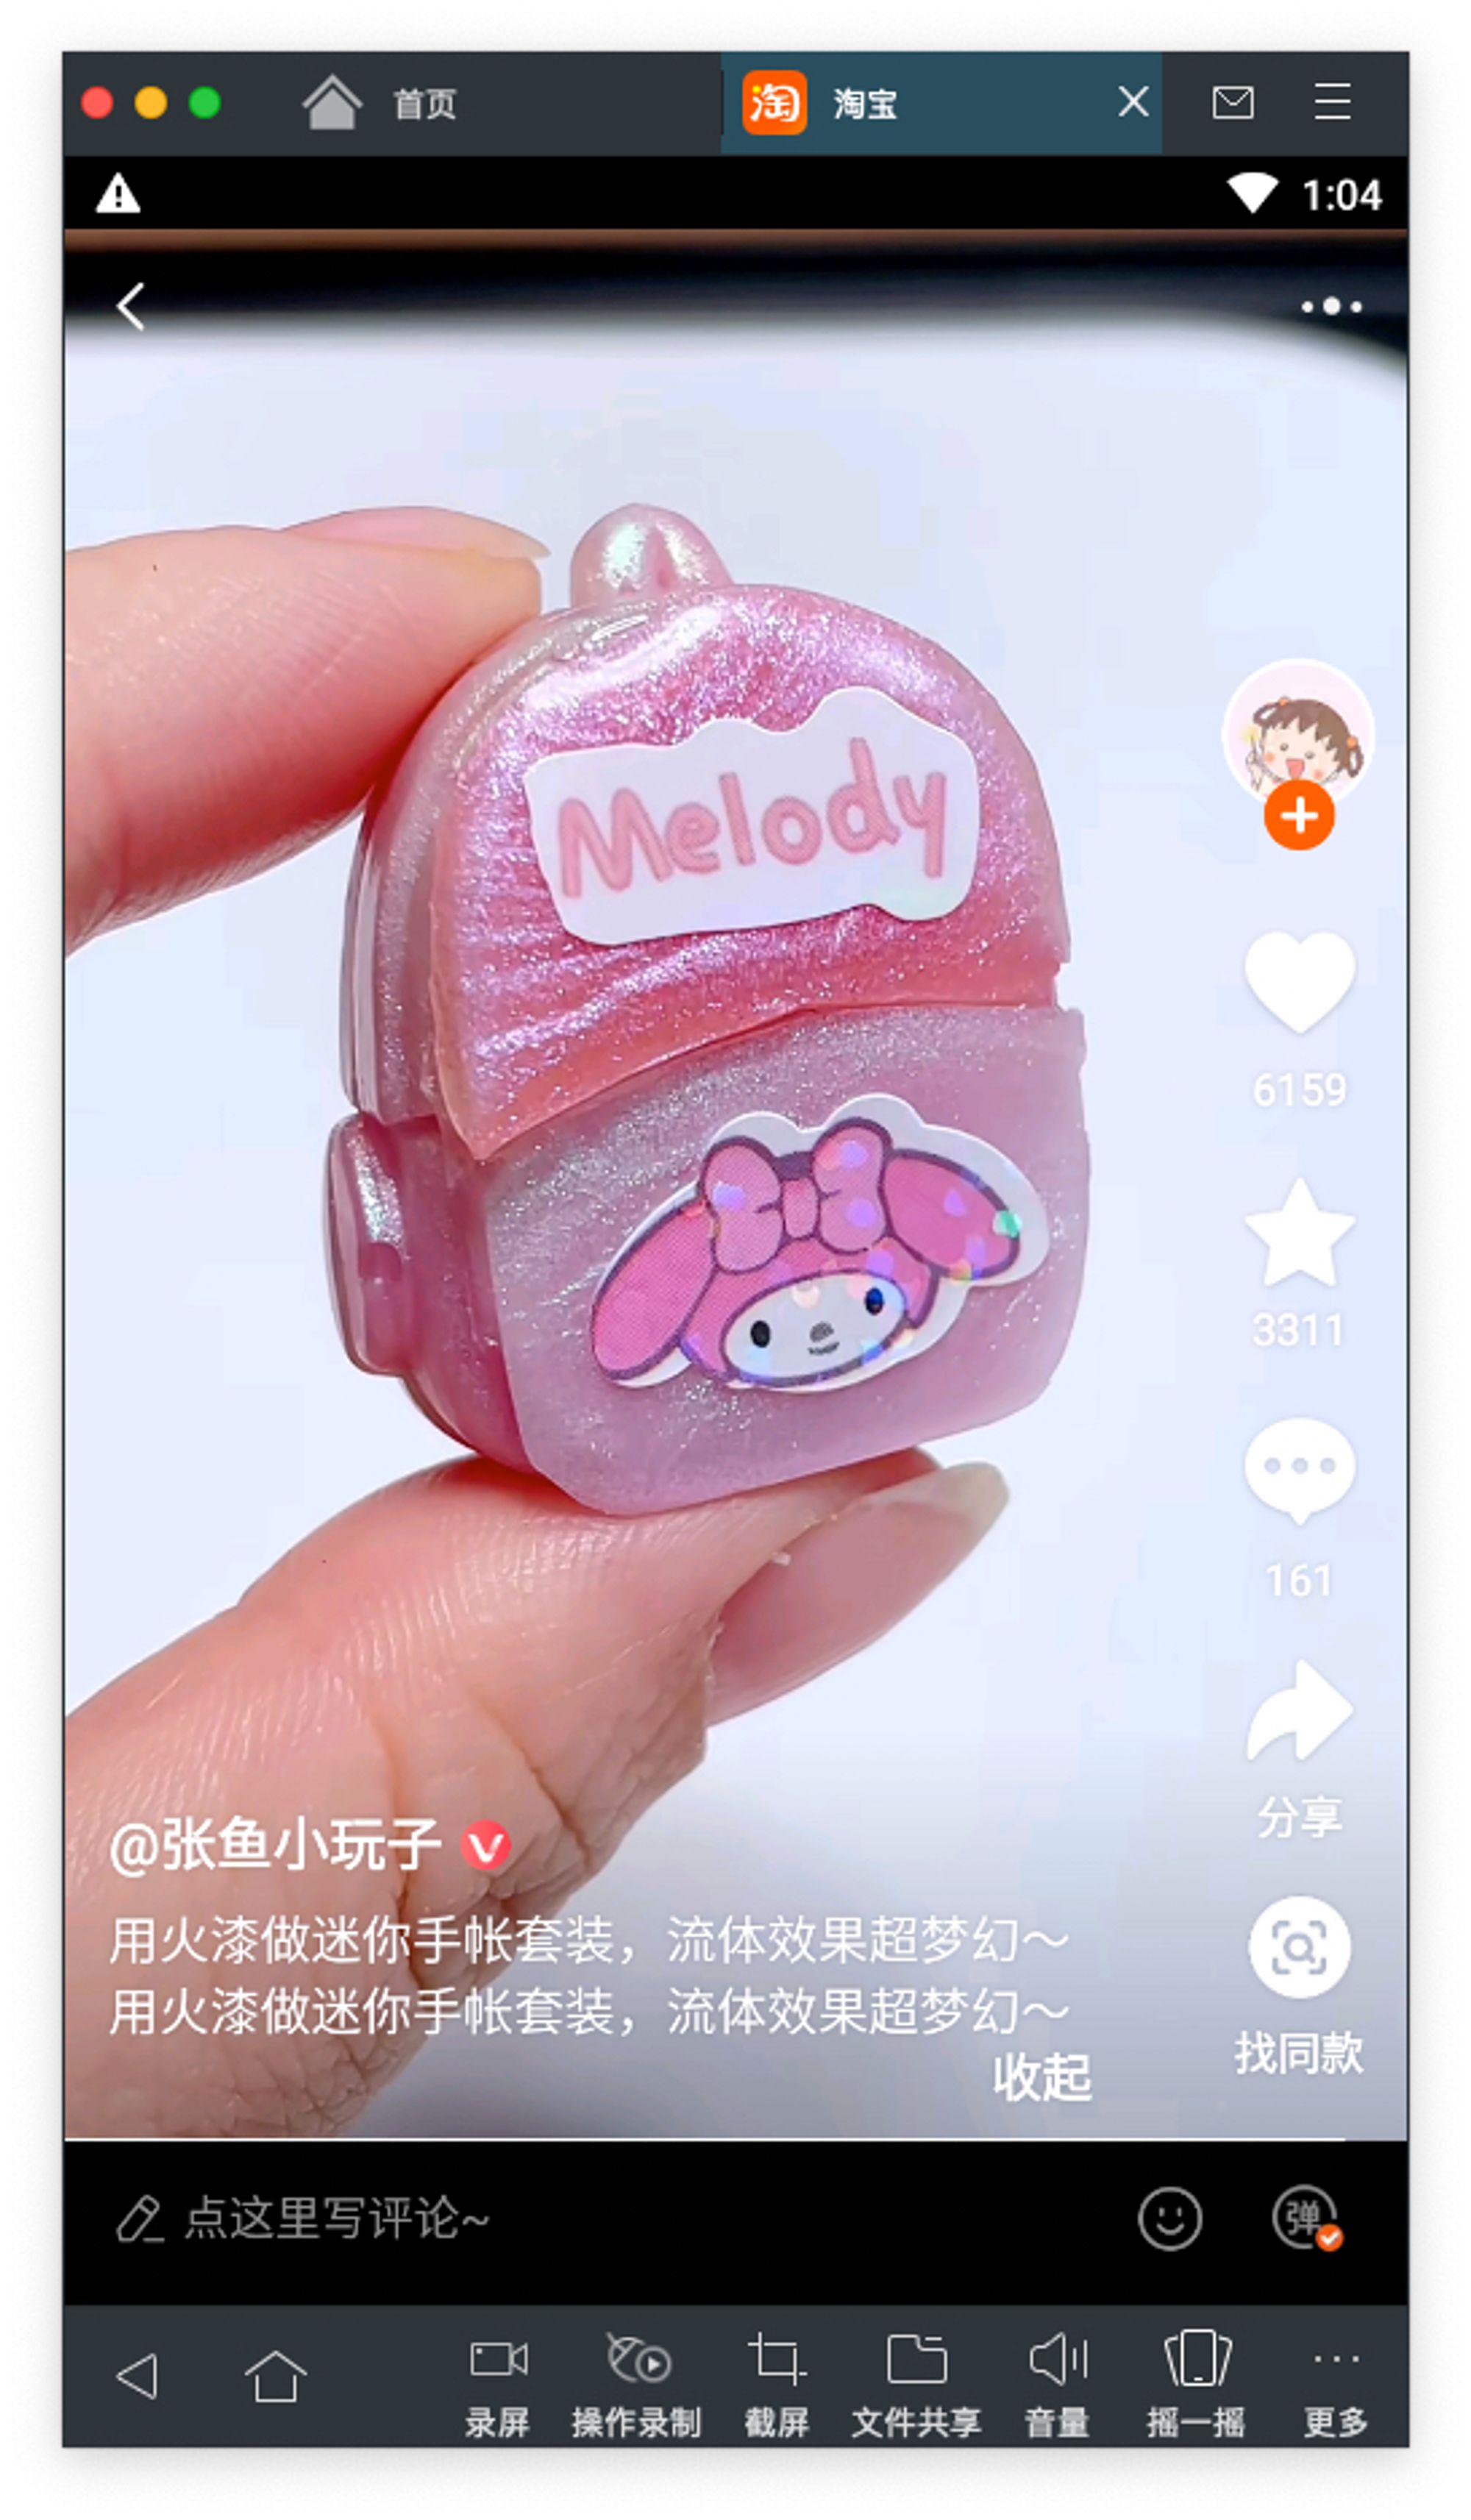 首页
淘 淘宝
1:04
Melody
6159
3311
161
分享
@张鱼小玩子
用火漆做迷你手帐套装，流体效果超梦幻～
用火漆做迷你手帐套装，流体效果超梦幻～
收起
找同款
点这里写评论~
弹
录屏 操作录制 截屏 文件共享 音量 摇一摇 更多